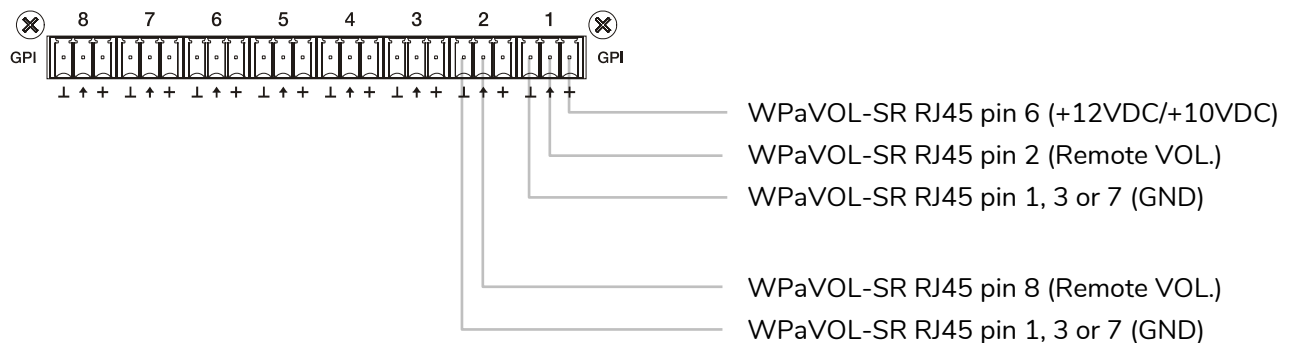 8 7 6 5 4 3 2 1
GPI GPI
⊥ ↑ + ⊥ ↑ + ⊥ ↑ + ⊥ ↑ + ⊥ ↑ + ⊥ ↑ + ⊥ ↑ + ⊥ ↑ +
WPaVOL-SR RJ45 pin 6 (+12VDC/+10VDC)
WPaVOL-SR RJ45 pin 2 (Remote VOL.)
WPaVOL-SR RJ45 pin 1, 3 or 7 (GND)
WPaVOL-SR RJ45 pin 8 (Remote VOL.)
WPaVOL-SR RJ45 pin 1, 3 or 7 (GND)